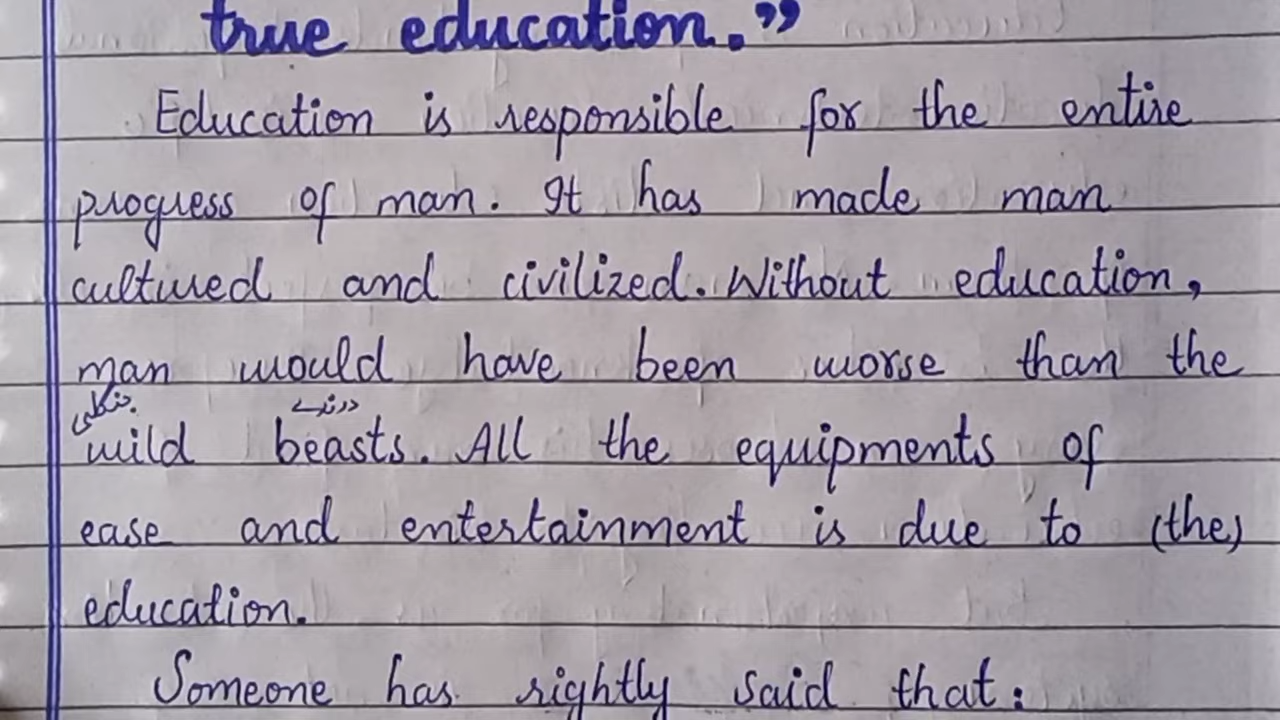 true education.”
Education is responsible for the entire
progress of man. It has made man
cultured and civilized. Without education,
man would have been worse than the
جنگلی درندے
wild beasts. All the equipments of
ease and entertainment is due to (the)
education.
Someone has rightly said that: